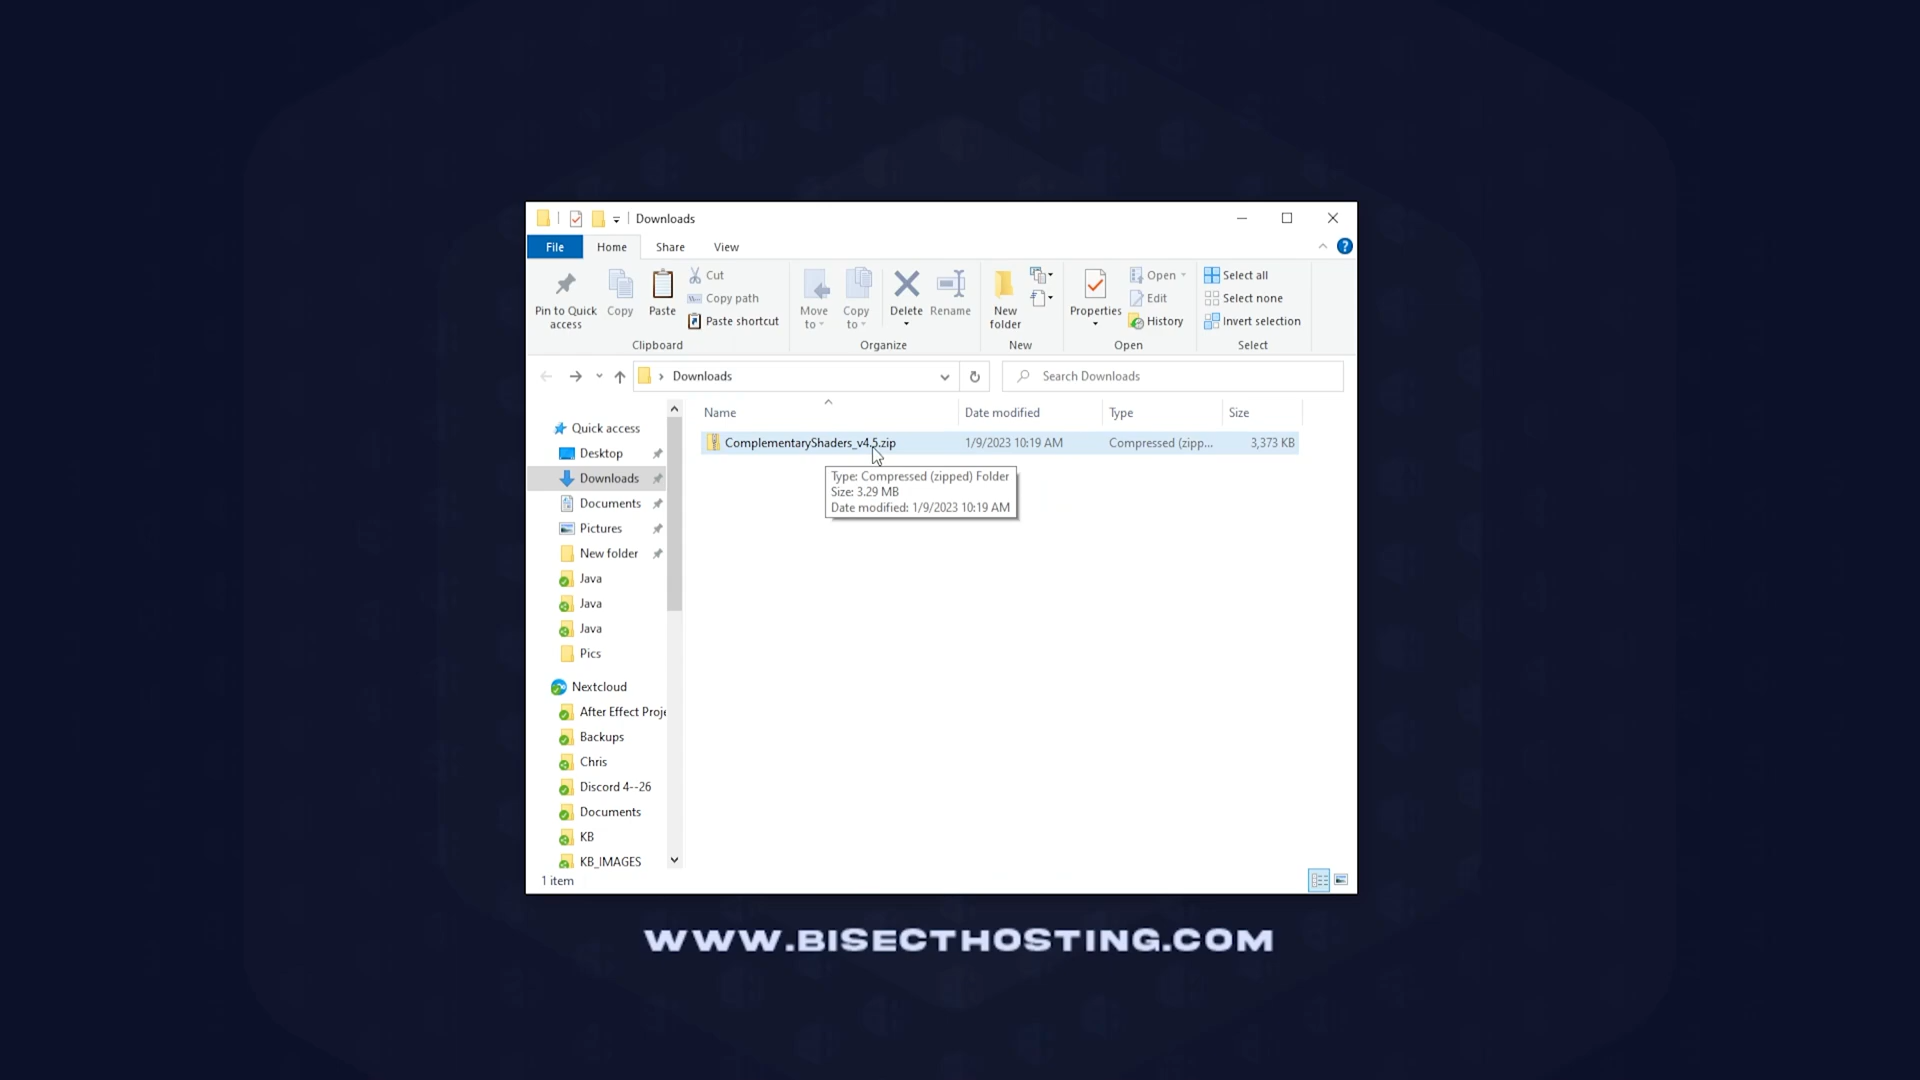 Downloads
File Home Share View
Pin to Quick access
Copy
Paste
Cut
Copy path
Paste shortcut
Clipboard
Move to
Copy to
Delete
Rename
Organize
New folder
New
Properties
Open
Edit
History
Open
Select all
Select none
Invert selection
Select
Downloads
Search Downloads
Name Date modified Type Size
ComplementaryShaders_v4.5.zip 1/9/2023 10:19 AM Compressed (zipp... 3,373 KB
Type: Compressed (zipped) Folder
Size: 3.29 MB
Date modified: 1/9/2023 10:19 AM
Quick access
Desktop
Downloads
Documents
Pictures
New folder
Java
Java
Java
Pics
Nextcloud
After Effect Proje
Backups
Chris
Discord 4--26
Documents
KB
KB_IMAGES
1 item
WWW.BISECTHOSTING.COM